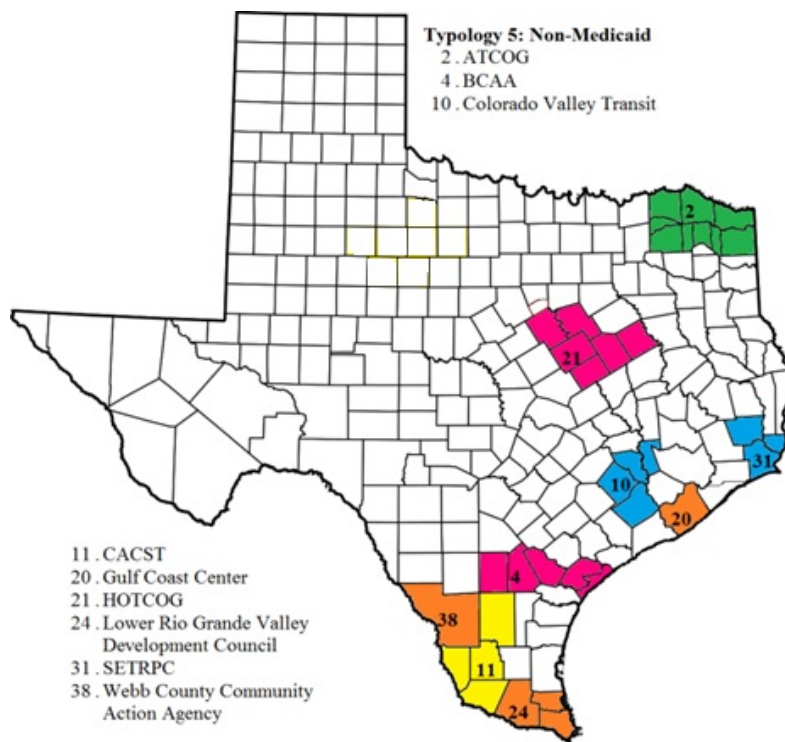 Typology 5: Non-Medicaid
2 . ATCOG
4 . BCAA
10 . Colorado Valley Transit
2
21
31
10
20
4
38
11
24
11 . CACST
20 . Gulf Coast Center
21 . HOTCOG
24 . Lower Rio Grande Valley
Development Council
31 . SETRPC
38 . Webb County Community
Action Agency